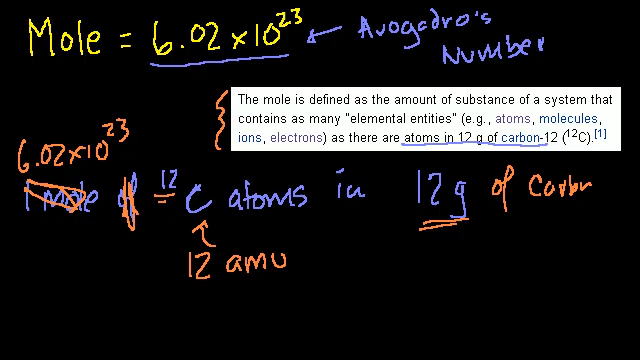 Mole = 6.02 x 10^23 ← Avogadro's
Number
The mole is defined as the amount of substance of a system that
contains as many "elemental entities" (e.g., atoms, molecules,
ions, electrons) as there are atoms in 12 g of carbon-12 (¹²C).[1]
6.02 x 10^23
1 mole of ¹²C atoms in 12g of Carbon
12 amu